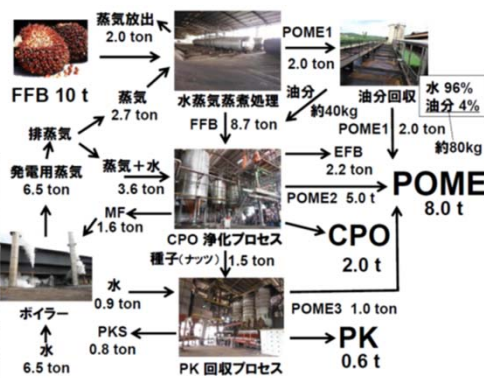 蒸気放出
2.0 ton
FFB 10 t
水蒸気蒸煮処理
POME1
2.0 ton
油分回収
水 96%
油分 4%
約80kg
蒸気
2.7 ton
FFB 8.7 ton
油分
約40kg
POME1 2.0 ton
排蒸気
発電用蒸気
6.5 ton
蒸気+水
3.6 ton
EFB
2.2 ton
POME2 5.0 t
POME
8.0 t
MF
1.6 ton
CPO 浄化プロセス
CPO
2.0 t
種子(ナッツ) 1.5 ton
ボイラー
水
6.5 ton
水
0.9 ton
PKS
0.8 ton
PK 回収プロセス
POME3 1.0 ton
PK
0.6 t